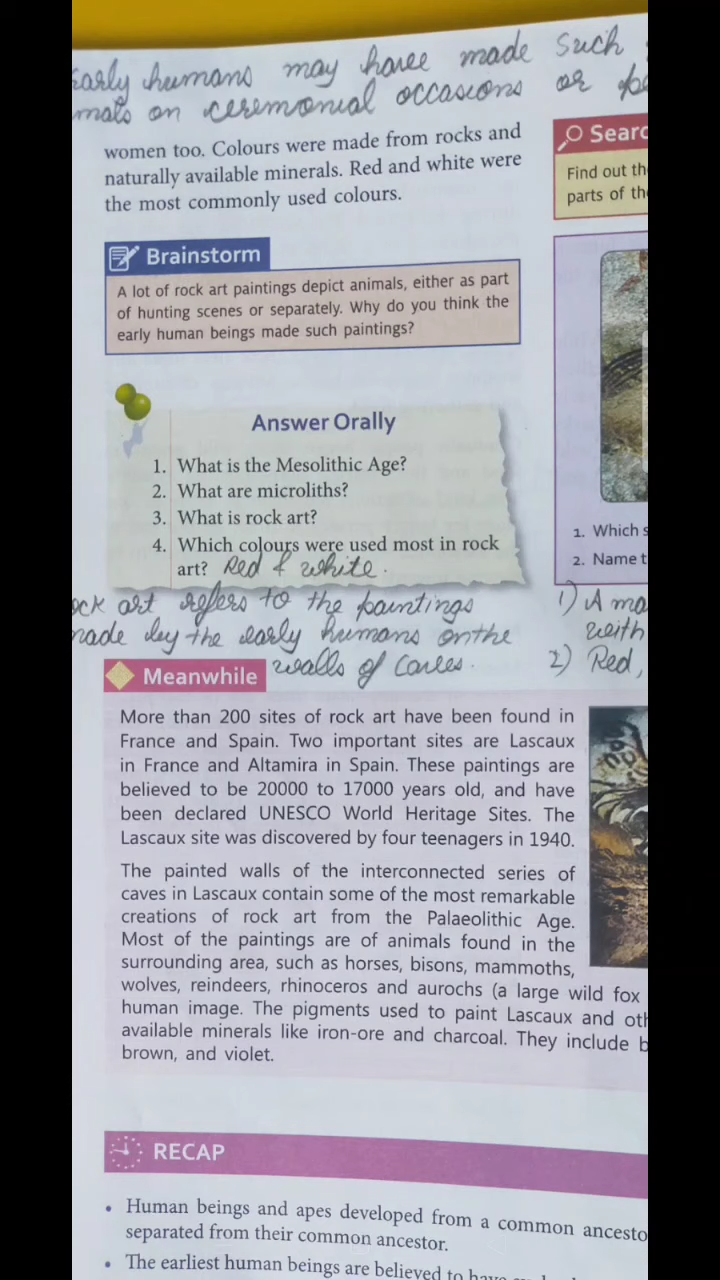 Early humans may have made such
mals on ceremonial occasions or
women too. Colours were made from rocks and
naturally available minerals. Red and white were
the most commonly used colours.
Brainstorm
A lot of rock art paintings depict animals, either as part
of hunting scenes or separately. Why do you think the
early human beings made such paintings?
Answer Orally
1. What is the Mesolithic Age?
2. What are microliths?
3. What is rock art?
4. Which colours were used most in rock
art? Red & white.
ock art refers to the paintings
made by the early humans on the
walls of caves.
Meanwhile
More than 200 sites of rock art have been found in
France and Spain. Two important sites are Lascaux
in France and Altamira in Spain. These paintings are
believed to be 20000 to 17000 years old, and have
been declared UNESCO World Heritage Sites. The
Lascaux site was discovered by four teenagers in 1940.
The painted walls of the interconnected series of
caves in Lascaux contain some of the most remarkable
creations of rock art from the Palaeolithic Age.
Most of the paintings are of animals found in the
surrounding area, such as horses, bisons, mammoths,
wolves, reindeers, rhinoceros and aurochs (a large wild fox
human image. The pigments used to paint Lascaux and oth
available minerals like iron-ore and charcoal. They include b
brown, and violet.
RECAP
• Human beings and apes developed from a common ancesto
separated from their common ancestor.
• The earliest human beings are believed to have
Searc
Find out th
parts of the
1. Which s
2. Name t
1) A ma
with
2) Red,